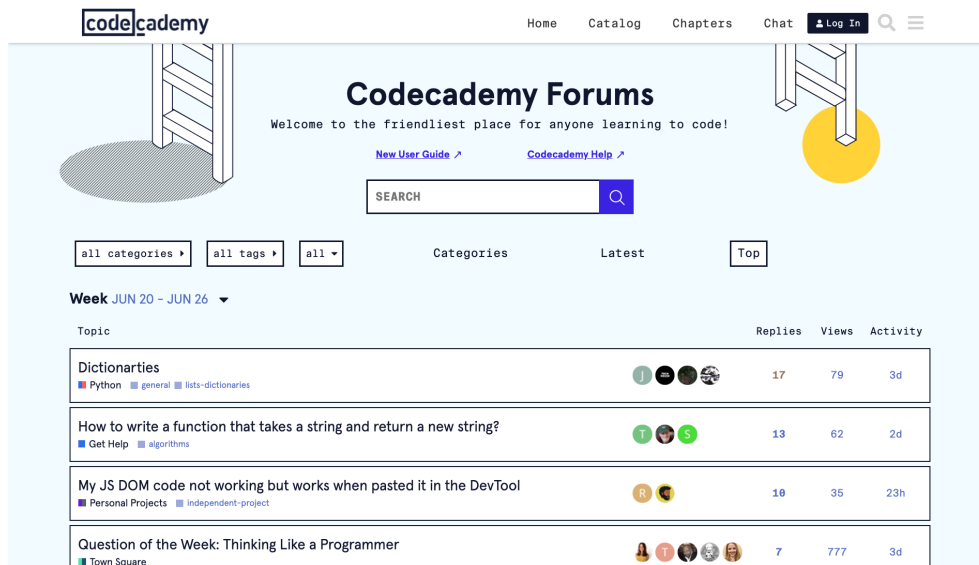 codecademy
Home Catalog Chapters Chat Log In
Codecademy Forums
Welcome to the friendliest place for anyone learning to code!
New User Guide ↗ Codecademy Help ↗
SEARCH
all categories all tags all Categories Latest Top
Week JUN 20 - JUN 26
Topic Replies Views Activity
Dictionarties
J 17 79 3d
Python general lists-dictionaries
How to write a function that takes a string and return a new string?
T S 13 62 2d
Get Help algorithms
My JS DOM code not working but works when pasted it in the DevTool
R 10 35 23h
Personal Projects independent-project
Question of the Week: Thinking Like a Programmer
T 7 777 3d
Town Square